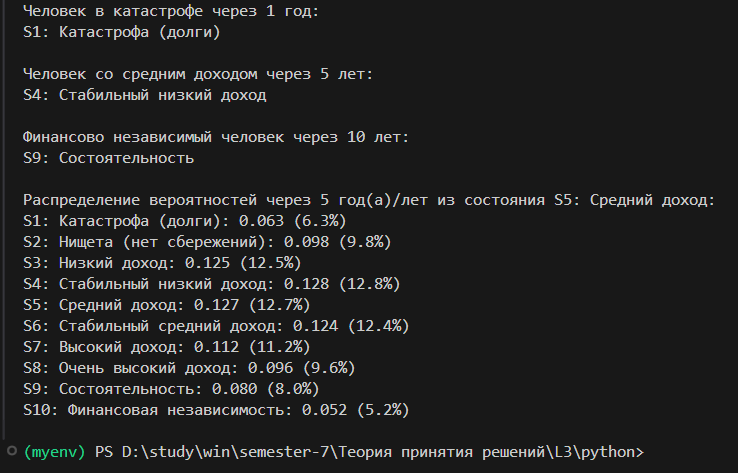 Человек в катастрофе через 1 год:
S1: Катастрофа (долги)
Человек со средним доходом через 5 лет:
S4: Стабильный низкий доход
Финансово независимый человек через 10 лет:
S9: Состоятельность
Распределение вероятностей через 5 год(а)/лет из состояния S5: Средний доход:
S1: Катастрофа (долги): 0.063 (6.3%)
S2: Нищета (нет сбережений): 0.098 (9.8%)
S3: Низкий доход: 0.125 (12.5%)
S4: Стабильный низкий доход: 0.128 (12.8%)
S5: Средний доход: 0.127 (12.7%)
S6: Стабильный средний доход: 0.124 (12.4%)
S7: Высокий доход: 0.112 (11.2%)
S8: Очень высокий доход: 0.096 (9.6%)
S9: Состоятельность: 0.080 (8.0%)
S10: Финансовая независимость: 0.052 (5.2%)
(myenv) PS D:\study\win\semester-7\Теория принятия решений\L3\python>